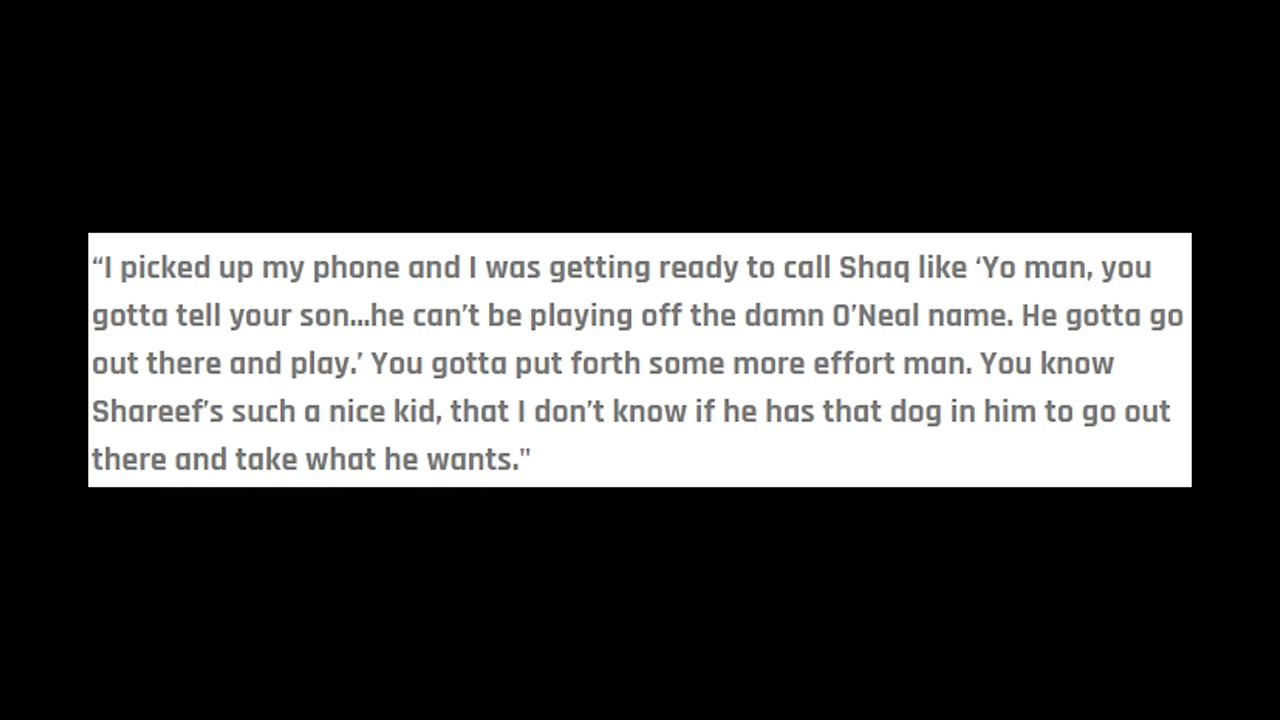 “I picked up my phone and I was getting ready to call Shaq like ‘Yo man, you
gotta tell your son...he can’t be playing off the damn O’Neal name. He gotta go
out there and play.’ You gotta put forth some more effort man. You know
Shareef’s such a nice kid, that I don’t know if he has that dog in him to go out
there and take what he wants."